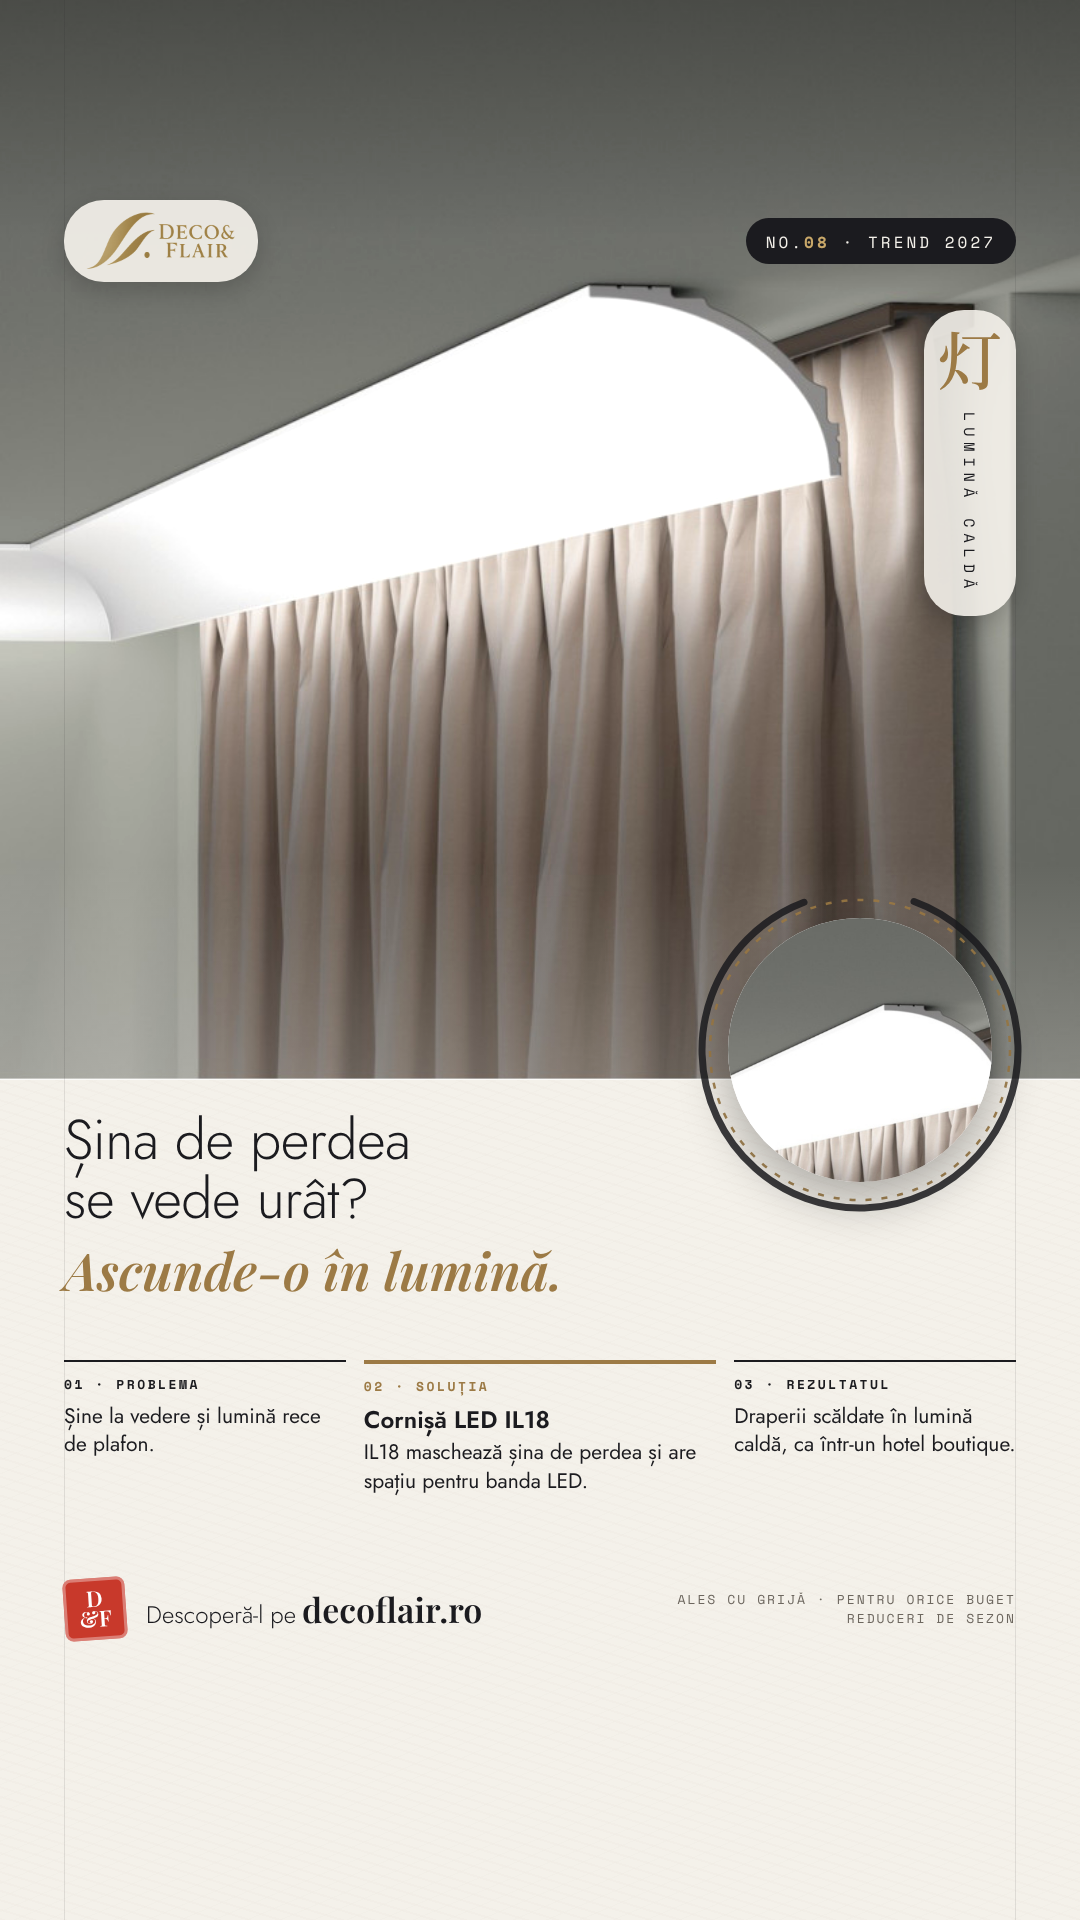 DECO&
FLAIR
NO.08 · TREND 2027
灯
LUMINĂ CALDĂ
Șina de perdea
se vede urât?
Ascunde-o în lumină.
01 · PROBLEMA
Șine la vedere și lumină rece
de plafon.
02 · SOLUȚIA
Cornișă LED IL18
IL18 maschează șina de perdea și are
spațiu pentru banda LED.
03 · REZULTATUL
Draperii scăldate în lumină
caldă, ca într-un hotel boutique.
D
&F
Descoperă-l pe decoflair.ro
ALES CU GRIJĂ · PENTRU ORICE BUGET
REDUCERI DE SEZON